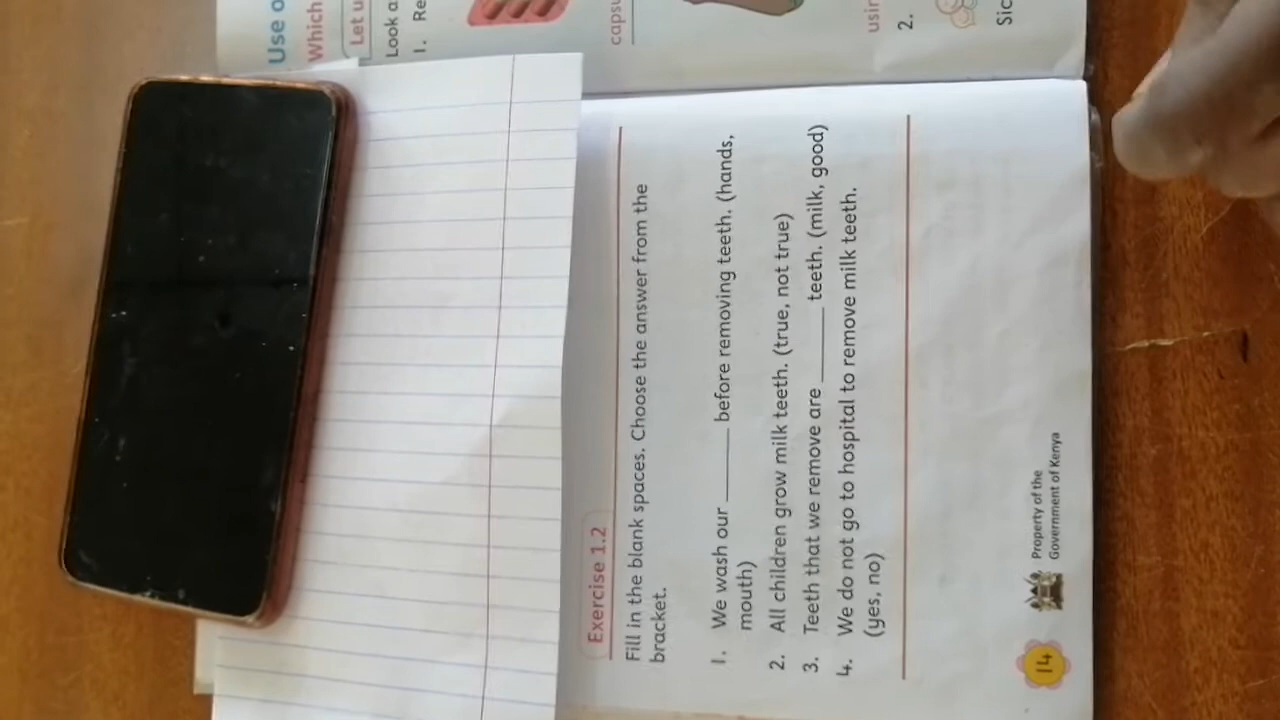 Use o
Which
Let u
Look a
1. Re
capsu
usin
2.
Sic
Exercise 1.2
Fill in the blank spaces. Choose the answer from the
bracket.
1. We wash our ______ before removing teeth. (hands,
mouth)
2. All children grow milk teeth. (true, not true)
3. Teeth that we remove are ______ teeth. (milk, good)
4. We do not go to hospital to remove milk teeth.
(yes, no)
14
Property of the
Government of Kenya